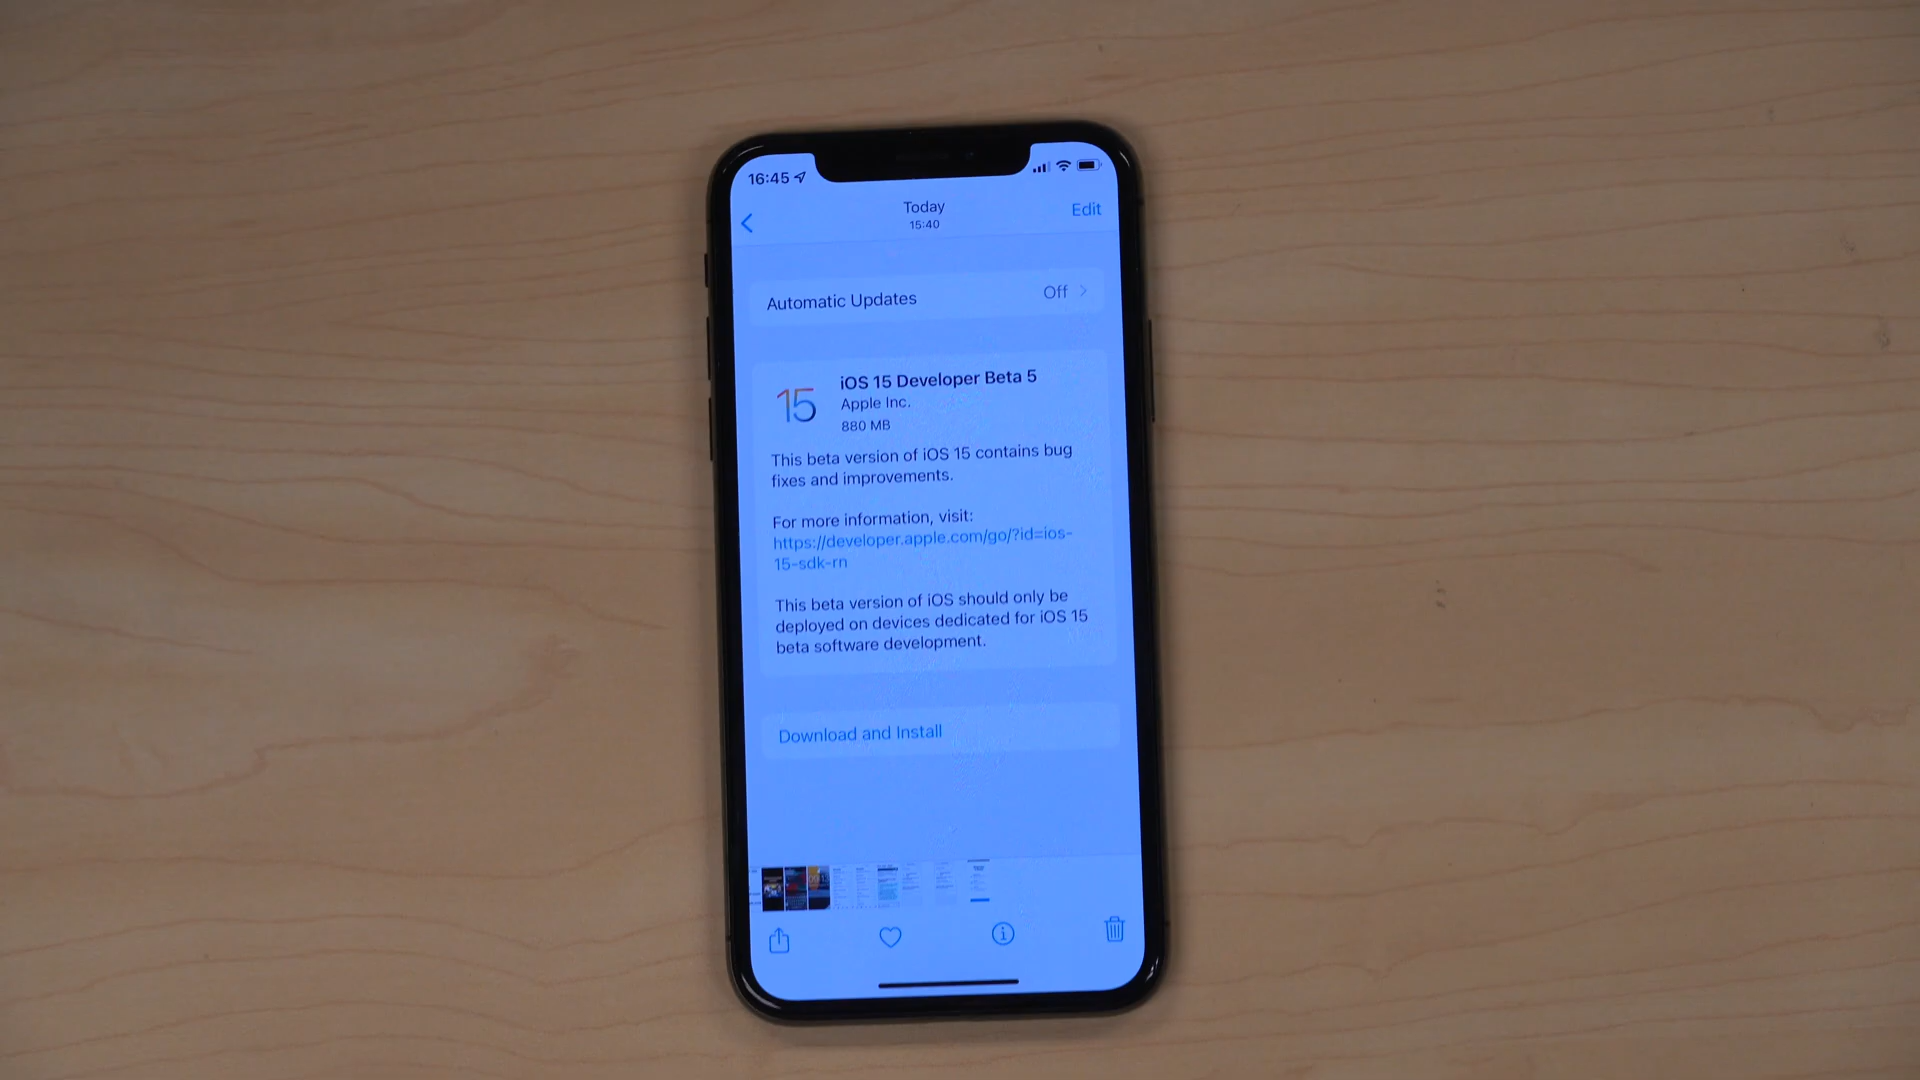 16:45
Today
15:40
Edit
Automatic Updates
Off
15
iOS 15 Developer Beta 5
Apple Inc.
880 MB
This beta version of iOS 15 contains bug
fixes and improvements.
For more information, visit:
https://developer.apple.com/go/?id=ios-
15-sdk-rn
This beta version of iOS should only be
deployed on devices dedicated for iOS 15
beta software development.
Download and Install